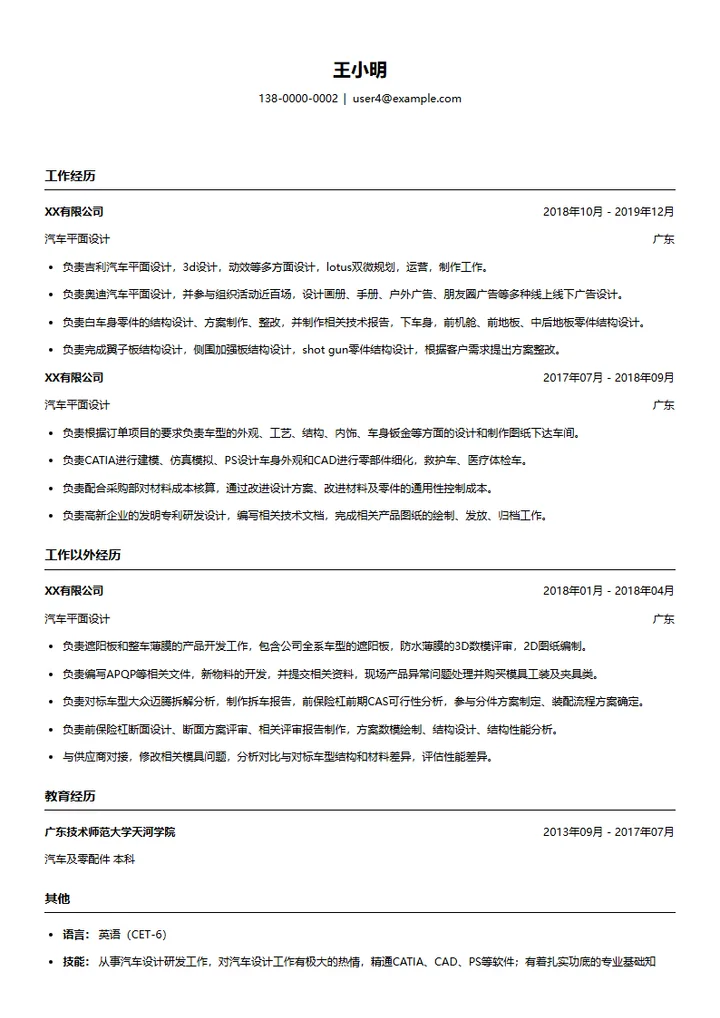 王小明
138-0000-0002 | user4@example.com
工作经历
XX有限公司 2018年10月 - 2019年12月
汽车平面设计 广东
• 负责吉利汽车平面设计，3d设计，动效等多方面设计，lotus双微规划，运营，制作工作。
• 负责奥迪汽车平面设计，并参与组织活动近百场，设计画册、手册、户外广告、朋友圈广告等多种线上线下广告设计。
• 负责白车身零件的结构设计、方案制作、整改，并制作相关技术报告，下车身，前机舱、前地板、中后地板零件结构设计。
• 负责完成翼子板结构设计，侧围加强板结构设计，shot gun零件结构设计，根据客户需求提出方案整改。
XX有限公司 2017年07月 - 2018年09月
汽车平面设计 广东
• 负责根据订单项目的要求负责车型的外观、工艺、结构、内饰、车身钣金等方面的设计和制作图纸下达车间。
• 负责CATIA进行建模、仿真模拟、PS设计车身外观和CAD进行零部件细化，救护车、医疗体检车。
• 负责配合采购部对材料成本核算，通过改进设计方案、改进材料及零件的通用性控制成本。
• 负责高新企业的发明专利研发设计，编写相关技术文档，完成相关产品图纸的绘制、发放、归档工作。
工作以外经历
XX有限公司 2018年01月 - 2018年04月
汽车平面设计 广东
• 负责遮阳板和整车薄膜的产品开发工作，包含公司全系车型的遮阳板，防水薄膜的3D数模评审，2D图纸编制。
• 负责编写APQP等相关文件，新物料的开发，并提交相关资料，现场产品异常问题处理并购买模具工装及夹具类。
• 负责对标车型大众迈腾拆解分析，制作拆车报告，前保险杠前期CAS可行性分析，参与分件方案制定、装配流程方案确定。
• 负责前保险杠断面设计、断面方案评审、相关评审报告制作，方案数模绘制、结构设计、结构性能分析。
• 与供应商对接，修改相关模具问题，分析对比与对标车型结构和材料差异，评估性能差异。
教育经历
广东技术师范大学天河学院 2013年09月 - 2017年07月
汽车及零配件 本科
其他
• 语言： 英语（CET-6）
• 技能： 从事汽车设计研发工作，对汽车设计工作有极大的热情，精通CATIA、CAD、PS等软件；有着扎实功底的专业基础知